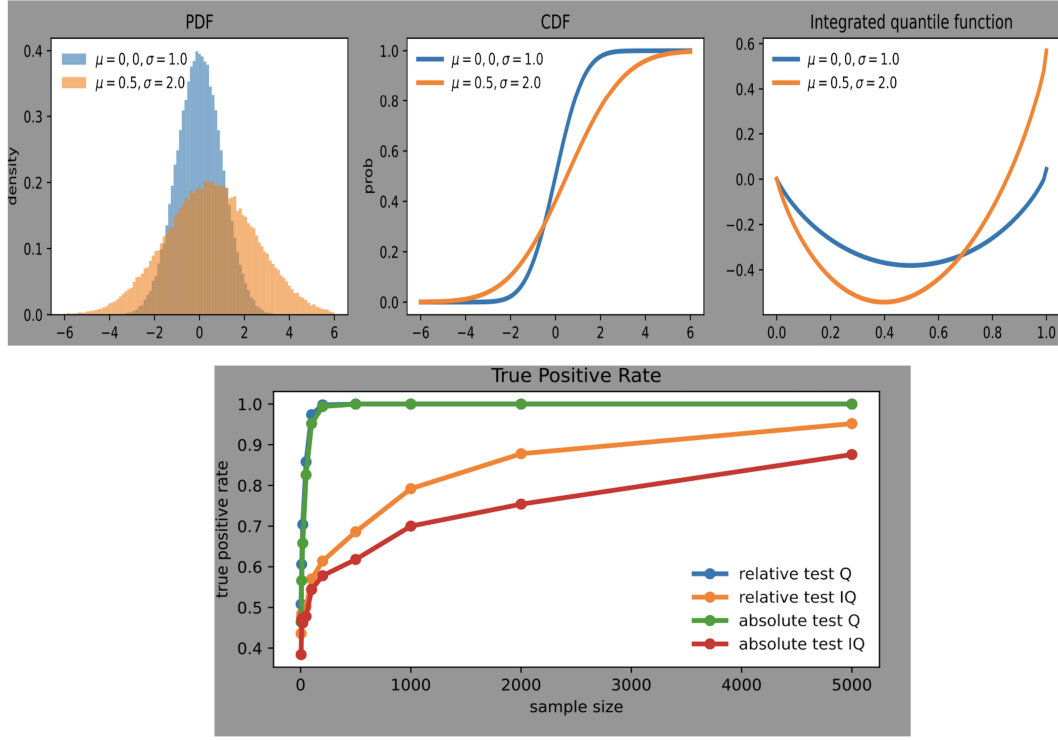 PDF
CDF
Integrated quantile function
0.4
0.3
0.2
0.1
0.0
density
μ = 0, 0, σ = 1.0
μ = 0.5, σ = 2.0
−6 −4 −2 0 2 4 6
1.0
0.8
0.6
0.4
0.2
0.0
prob
μ = 0, 0, σ = 1.0
μ = 0.5, σ = 2.0
−6 −4 −2 0 2 4 6
0.6
0.4
0.2
0.0
−0.2
−0.4
μ = 0, 0, σ = 1.0
μ = 0.5, σ = 2.0
0.0 0.2 0.4 0.6 0.8 1.0
True Positive Rate
1.0
0.9
0.8
0.7
0.6
0.5
0.4
true positive rate
relative test Q
relative test IQ
absolute test Q
absolute test IQ
0 1000 2000 3000 4000 5000
sample size